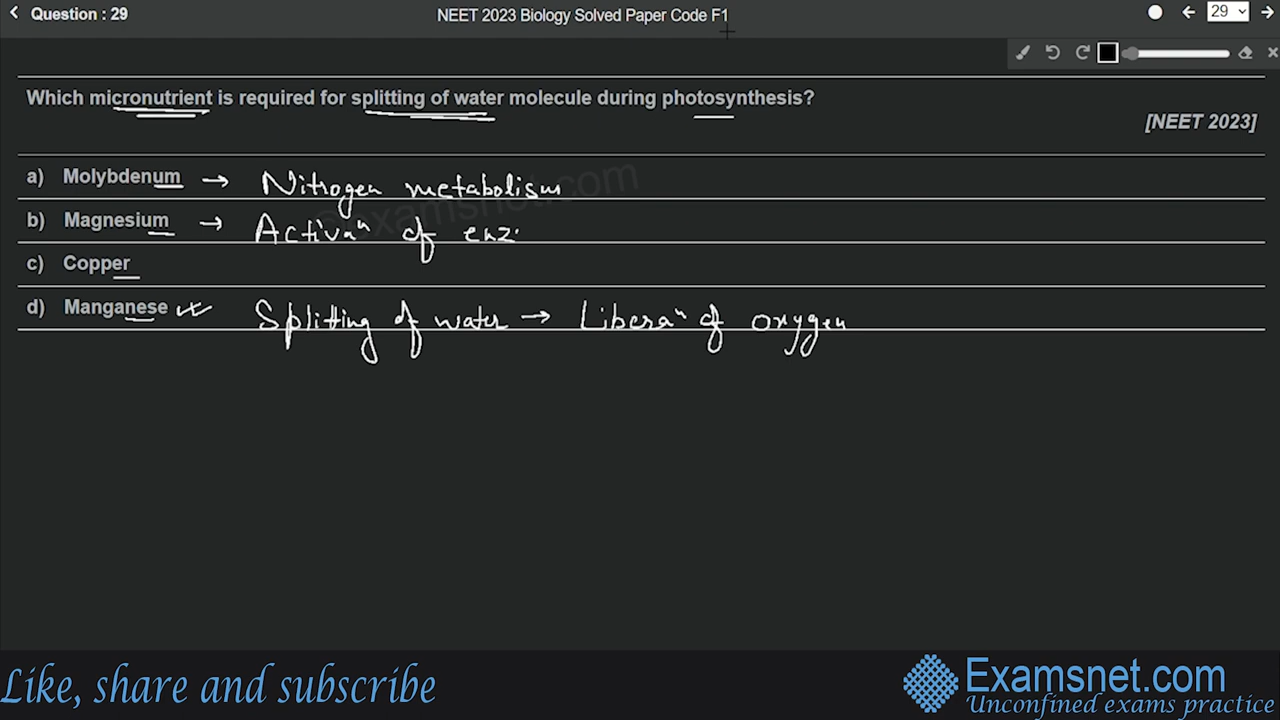 Question : 29
NEET 2023 Biology Solved Paper Code F1
29
Which micronutrient is required for splitting of water molecule during photosynthesis?
[NEET 2023]
a) Molybdenum → Nitrogen metabolism
b) Magnesium → Activaⁿ of enz
c) Copper
d) Manganese Splitting of water → Liberaⁿ of oxygen
©examsnet.com
Like, share and subscribe
Examsnet.com
Unconfined exams practice